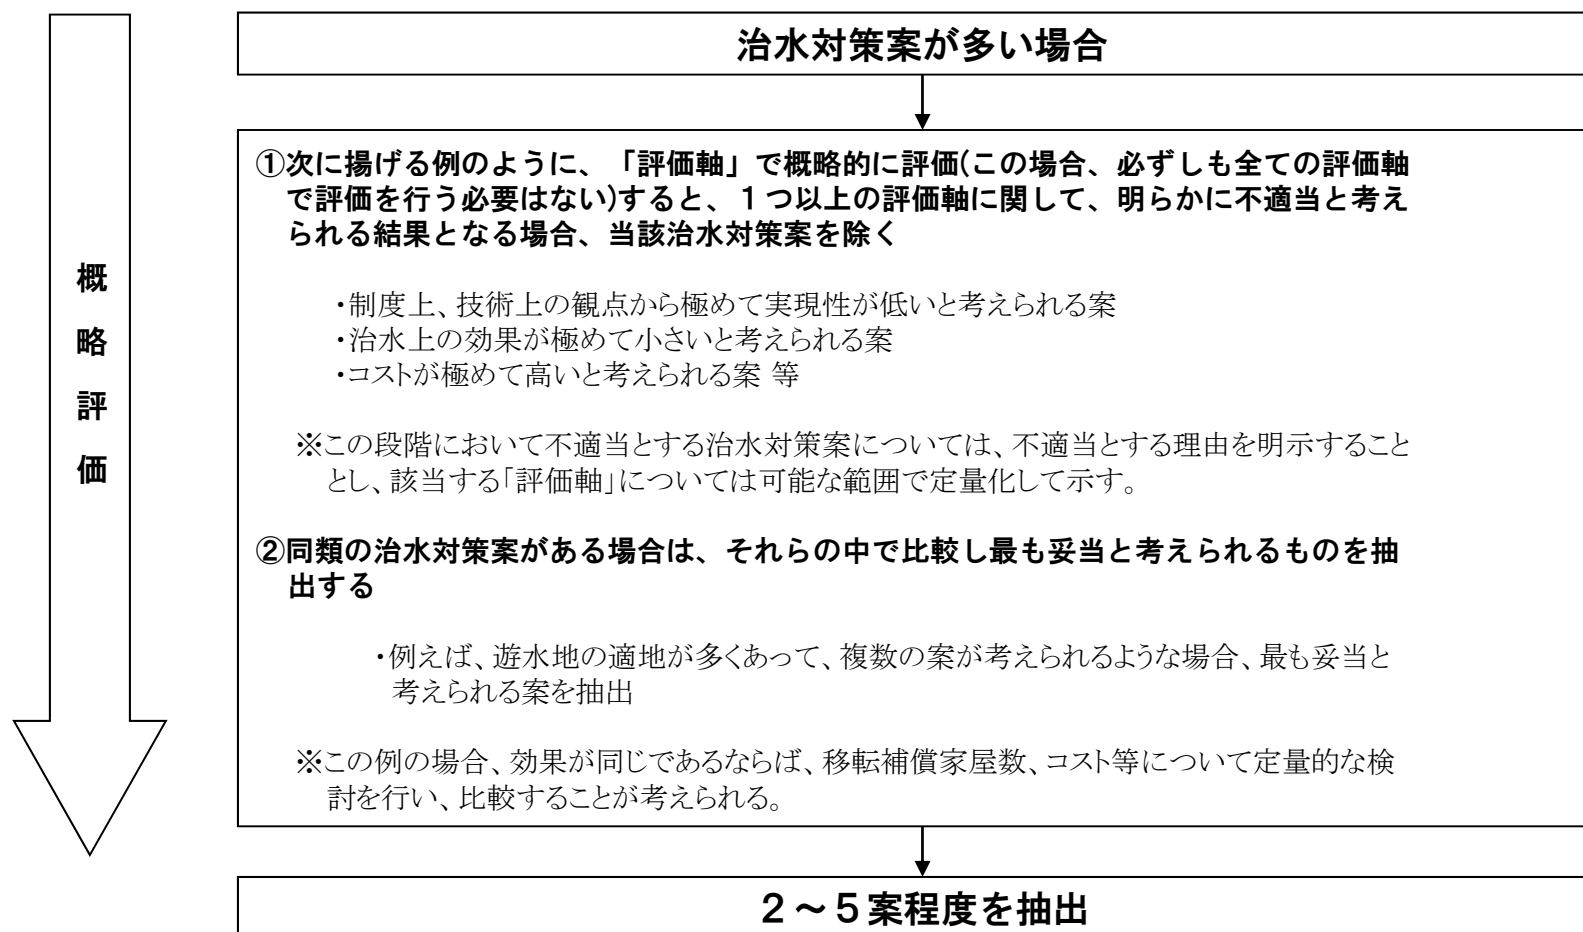 概略評価
治水対策案が多い場合
①次に揚げる例のように、「評価軸」で概略的に評価(この場合、必ずしも全ての評価軸
で評価を行う必要はない)すると、１つ以上の評価軸に関して、明らかに不適当と考え
られる結果となる場合、当該治水対策案を除く
・制度上、技術上の観点から極めて実現性が低いと考えられる案
・治水上の効果が極めて小さいと考えられる案
・コストが極めて高いと考えられる案 等
※この段階において不適当とする治水対策案については、不適当とする理由を明示すること
とし、該当する「評価軸」については可能な範囲で定量化して示す。
②同類の治水対策案がある場合は、それらの中で比較し最も妥当と考えられるものを抽
出する
・例えば、遊水地の適地が多くあって、複数の案が考えられるような場合、最も妥当と
考えられる案を抽出
※この例の場合、効果が同じであるならば、移転補償家屋数、コスト等について定量的な検
討を行い、比較することが考えられる。
２～５案程度を抽出